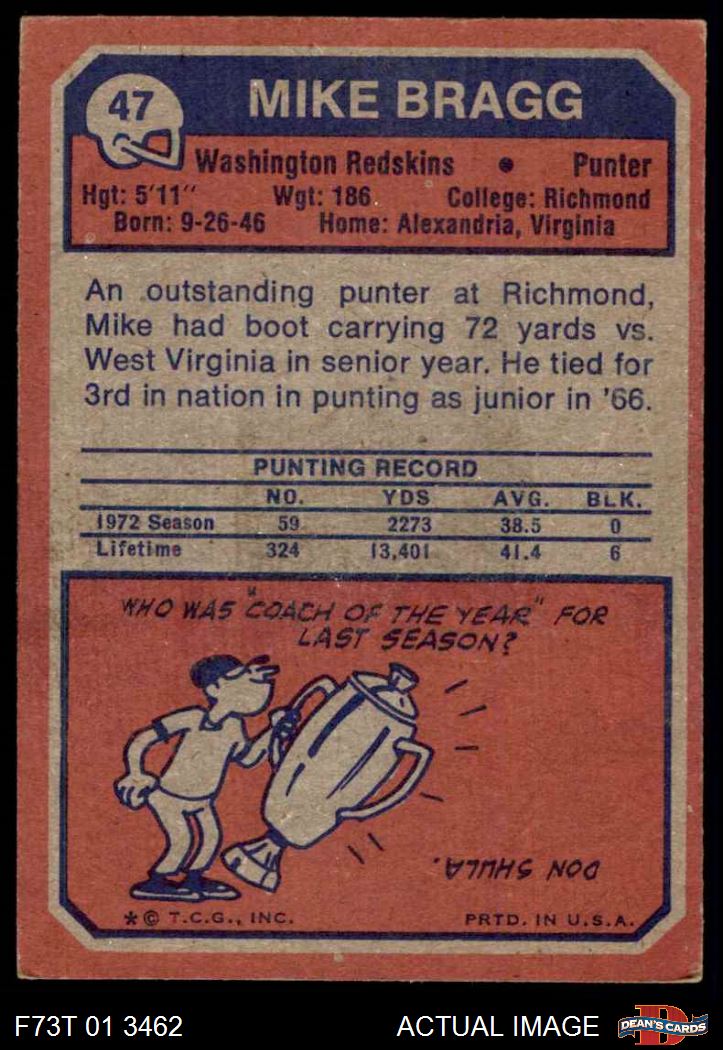 47
MIKE BRAGG
Washington Redskins • Punter
Hgt: 5'11" Wgt: 186 College: Richmond
Born: 9-26-46 Home: Alexandria, Virginia
An outstanding punter at Richmond,
Mike had boot carrying 72 yards vs.
West Virginia in senior year. He tied for
3rd in nation in punting as junior in '66.
PUNTING RECORD
NO. YDS AVG. BLK.
1972 Season 59 2273 38.5 0
Lifetime 324 13,401 41.4 6
WHO WAS "COACH OF THE YEAR" FOR
LAST SEASON?
DON SHULA.
* © T.C.G., INC. PRTD. IN U.S.A.
F73T 01 3462 ACTUAL IMAGE D DEAN'S CARDS